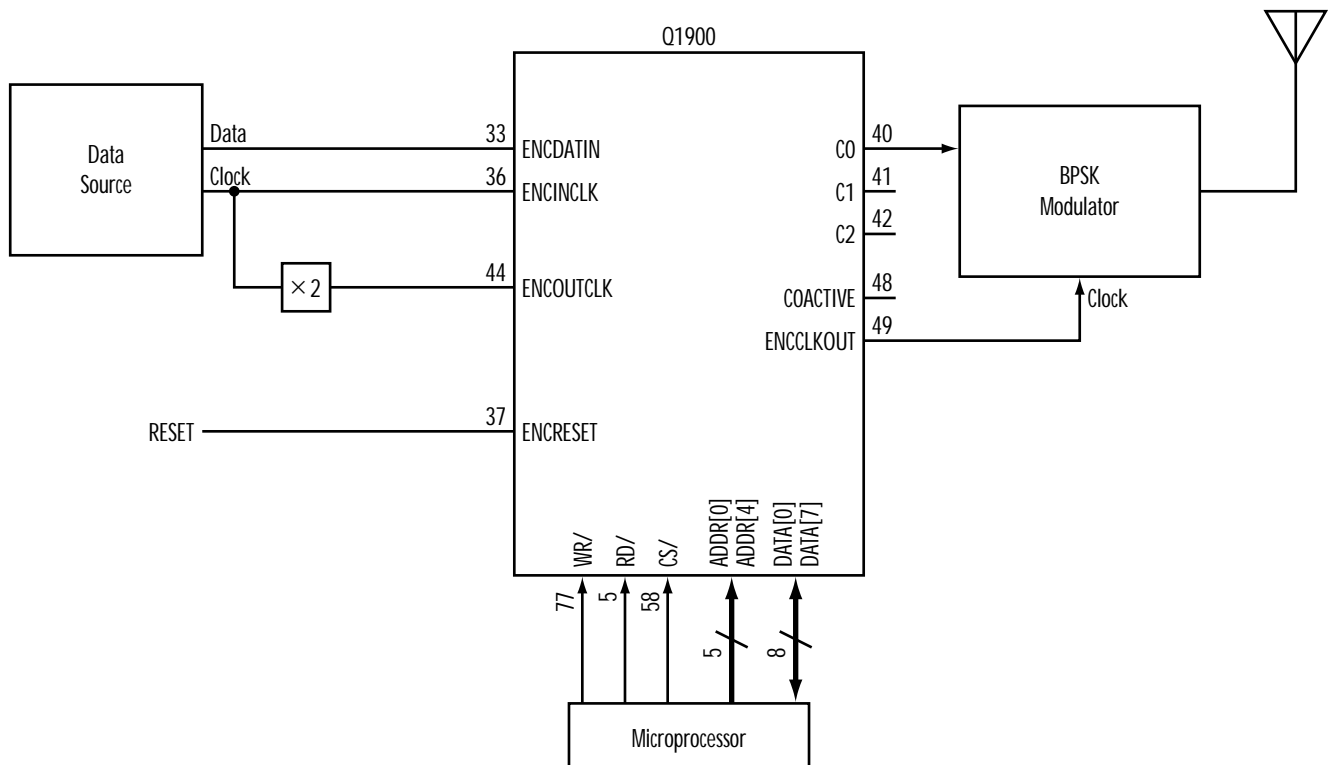 Q1900
Data
Source
Data
Clock
× 2
RESET
33
36
44
37
ENCDATIN
ENCINCLK
ENCOUTCLK
ENCRESET
C0
C1
C2
COACTIVE
ENCCLKOUT
40
41
42
48
49
BPSK
Modulator
Clock
WR/
RD/
CS/
ADDR[0]
ADDR[4]
DATA[0]
DATA[7]
77
5
58
5
8
Microprocessor